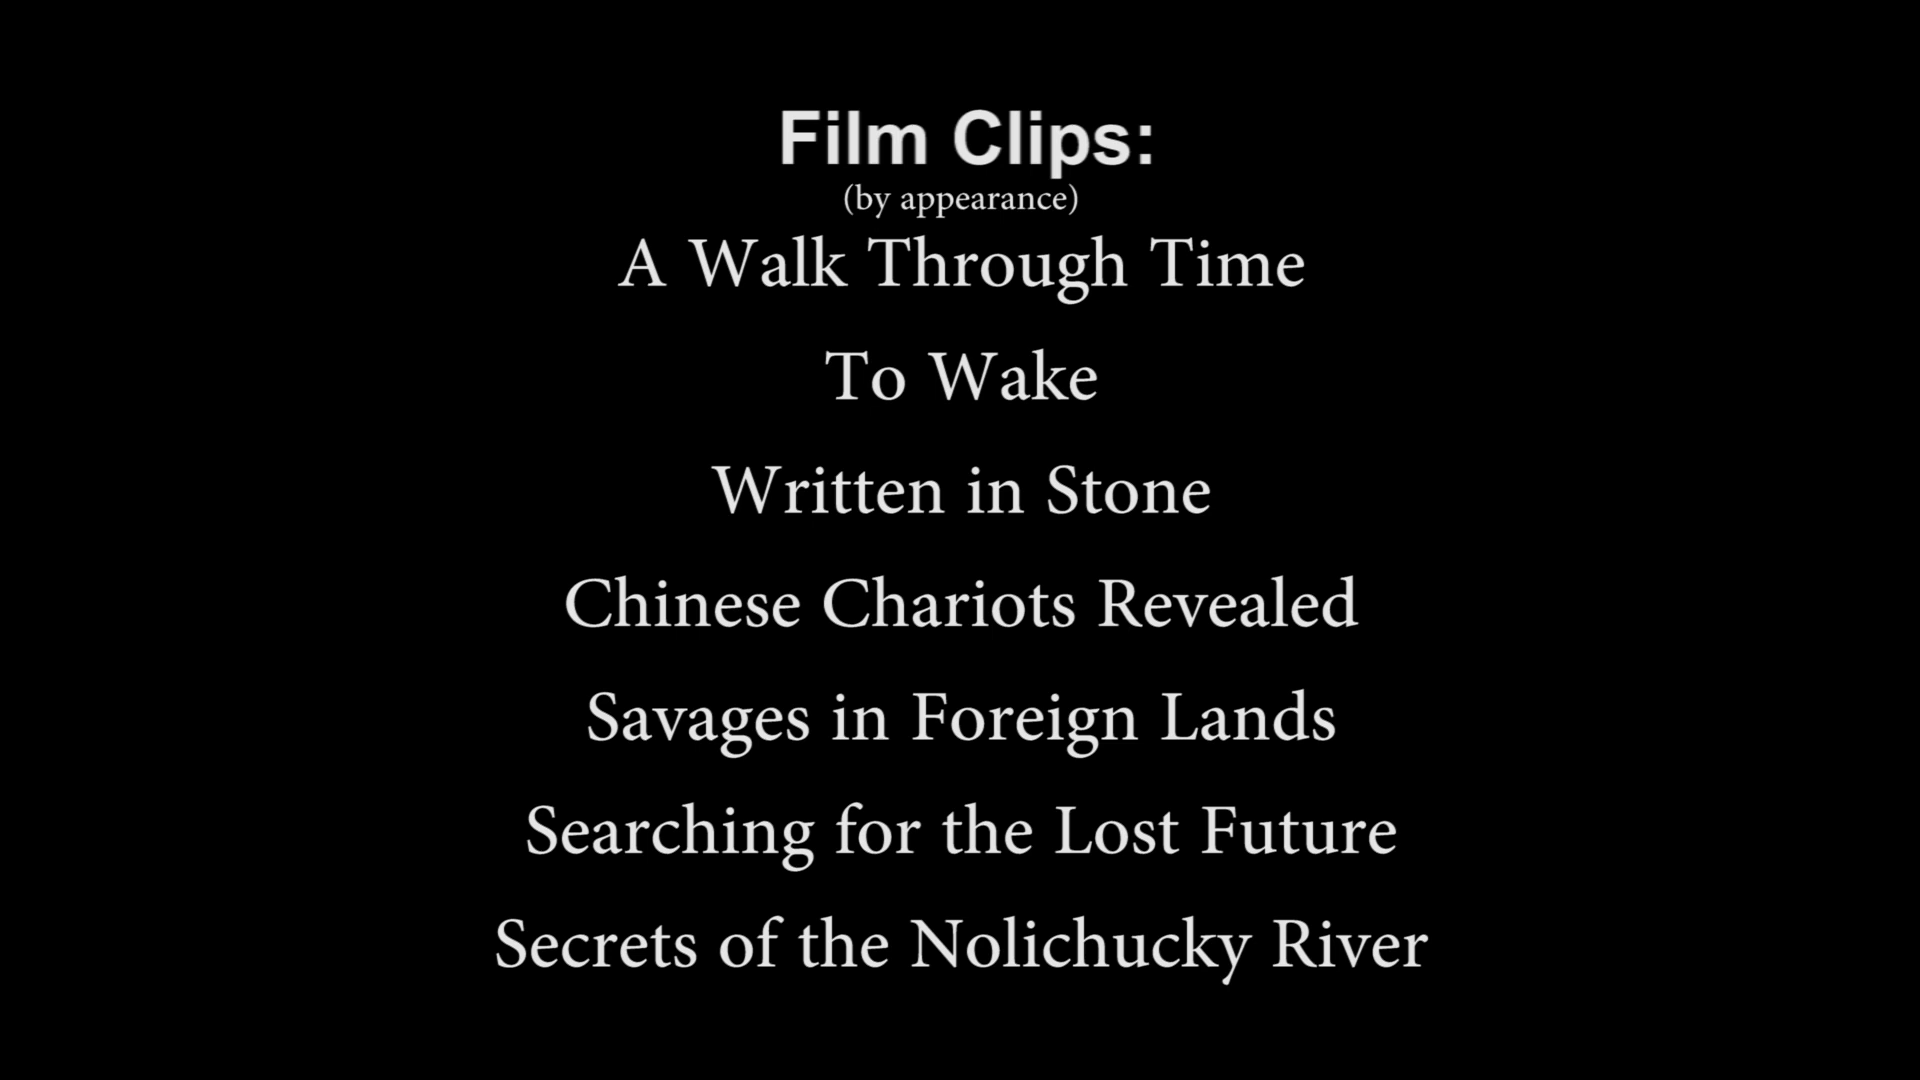 Film Clips:
(by appearance)
A Walk Through Time
To Wake
Written in Stone
Chinese Chariots Revealed
Savages in Foreign Lands
Searching for the Lost Future
Secrets of the Nolichucky River